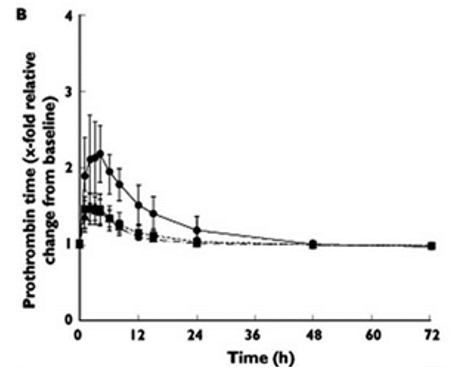 B
Prothrombin time (x-fold relative
change from baseline)
4
3
2
1
0
0 12 24 36 48 60 72
Time (h)